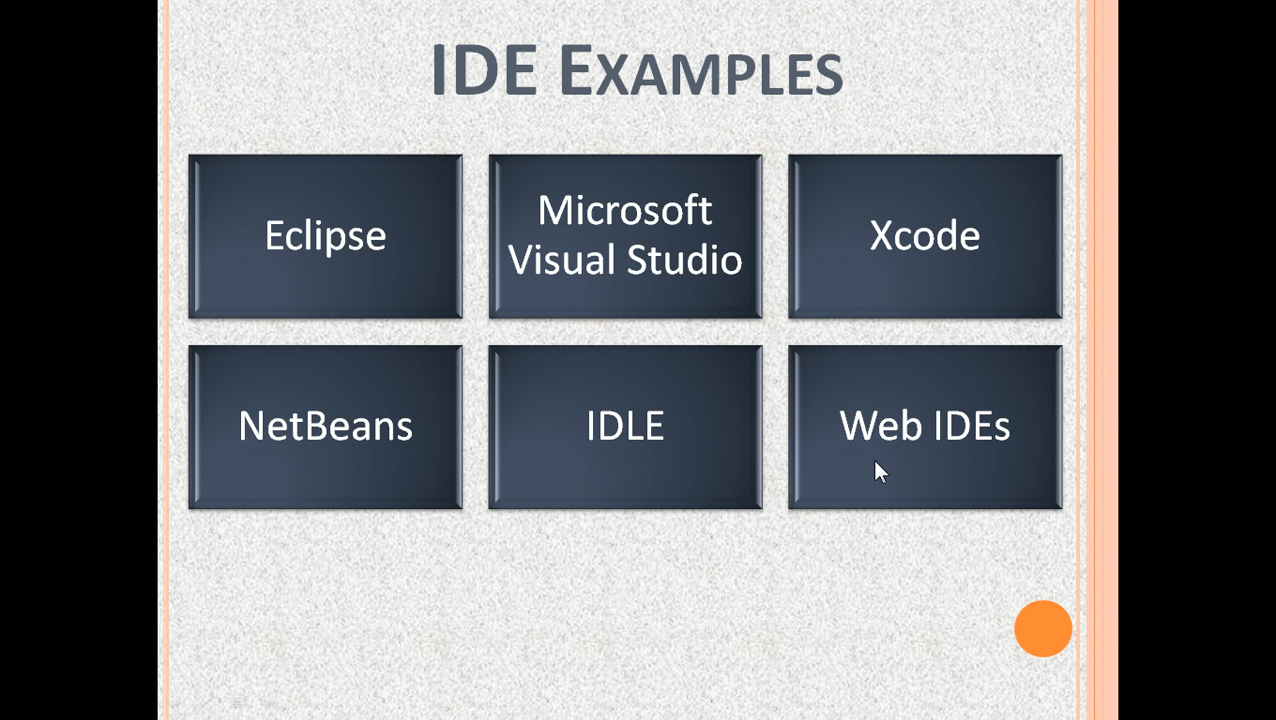 IDE EXAMPLES
Eclipse
Microsoft
Visual Studio
Xcode
NetBeans
IDLE
Web IDEs